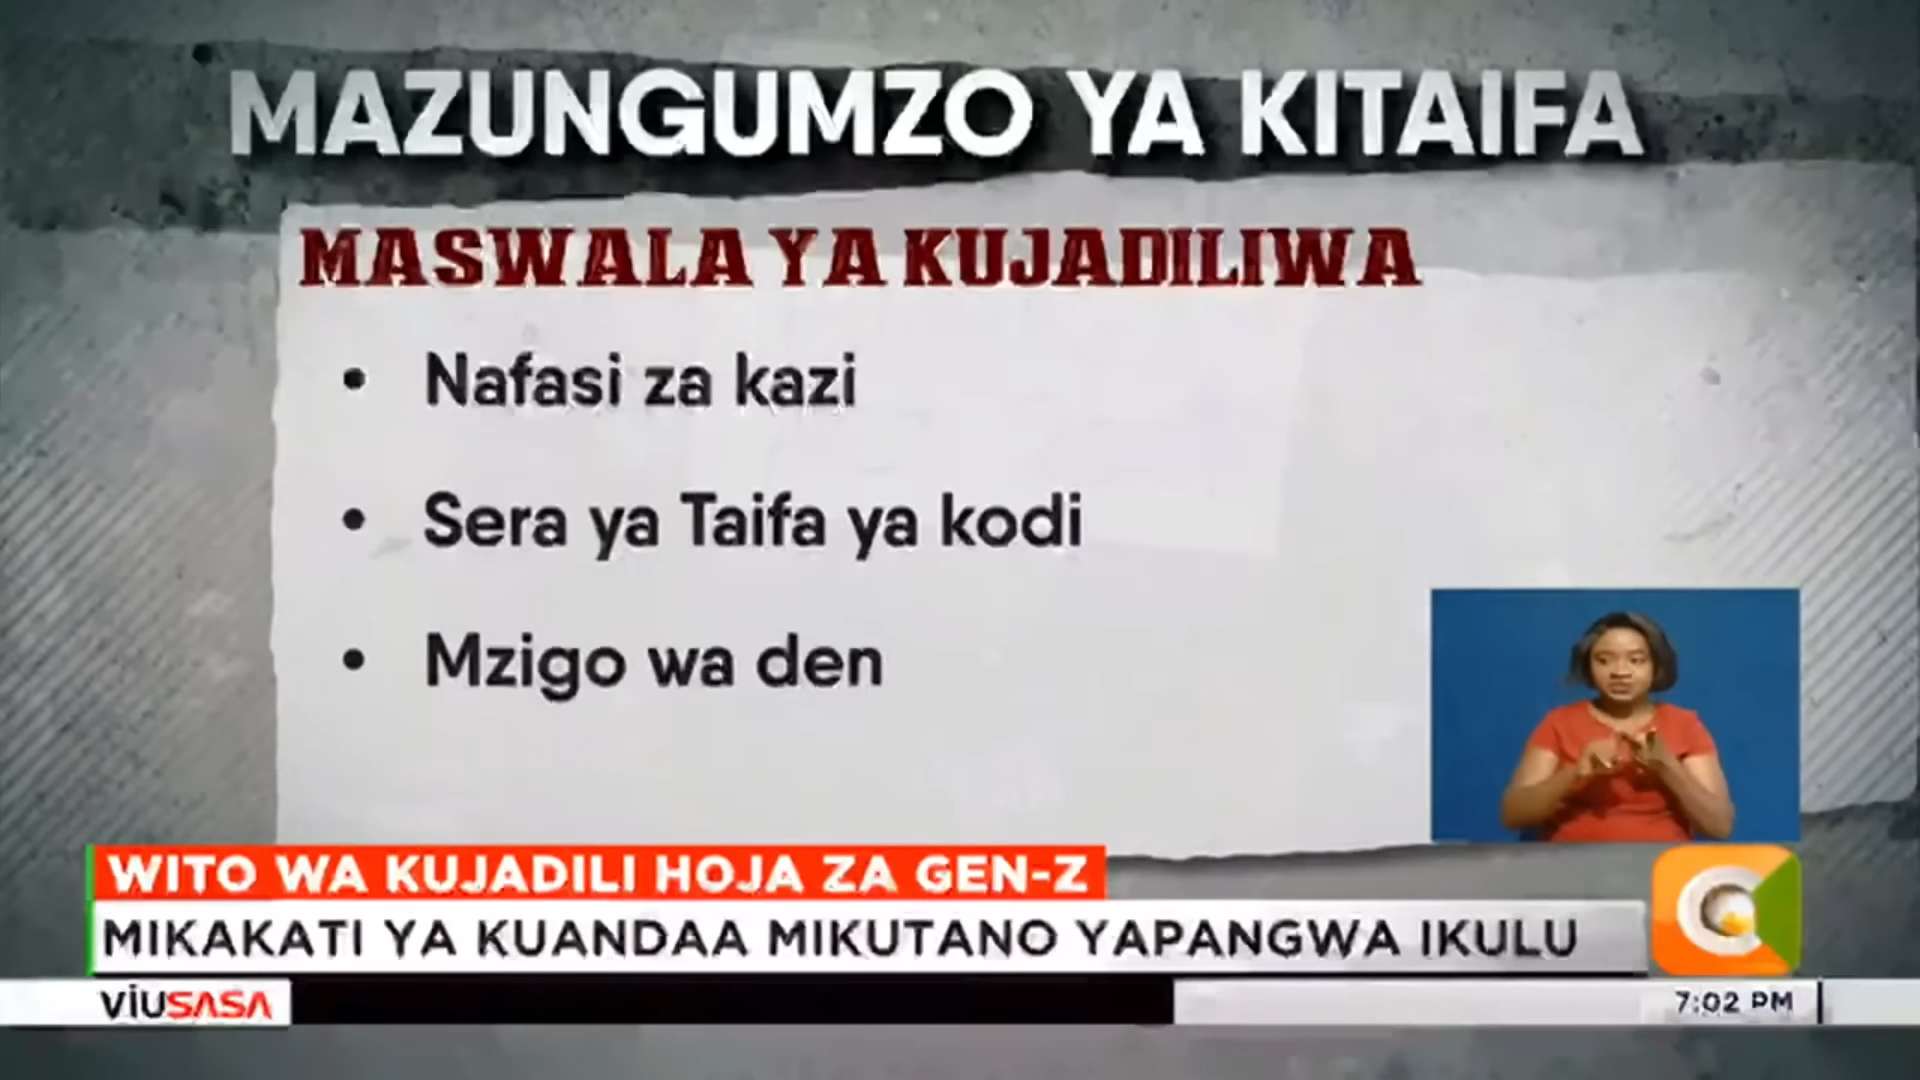 MAZUNGUMZO YA KITAIFA
MASWALA YA KUJADILIWA
• Nafasi za kazi
• Sera ya Taifa ya kodi
• Mzigo wa den
WITO WA KUJADILI HOJA ZA GEN-Z
MIKAKATI YA KUANDAA MIKUTANO YAPANGWA IKULU
viusasa
7:02 PM